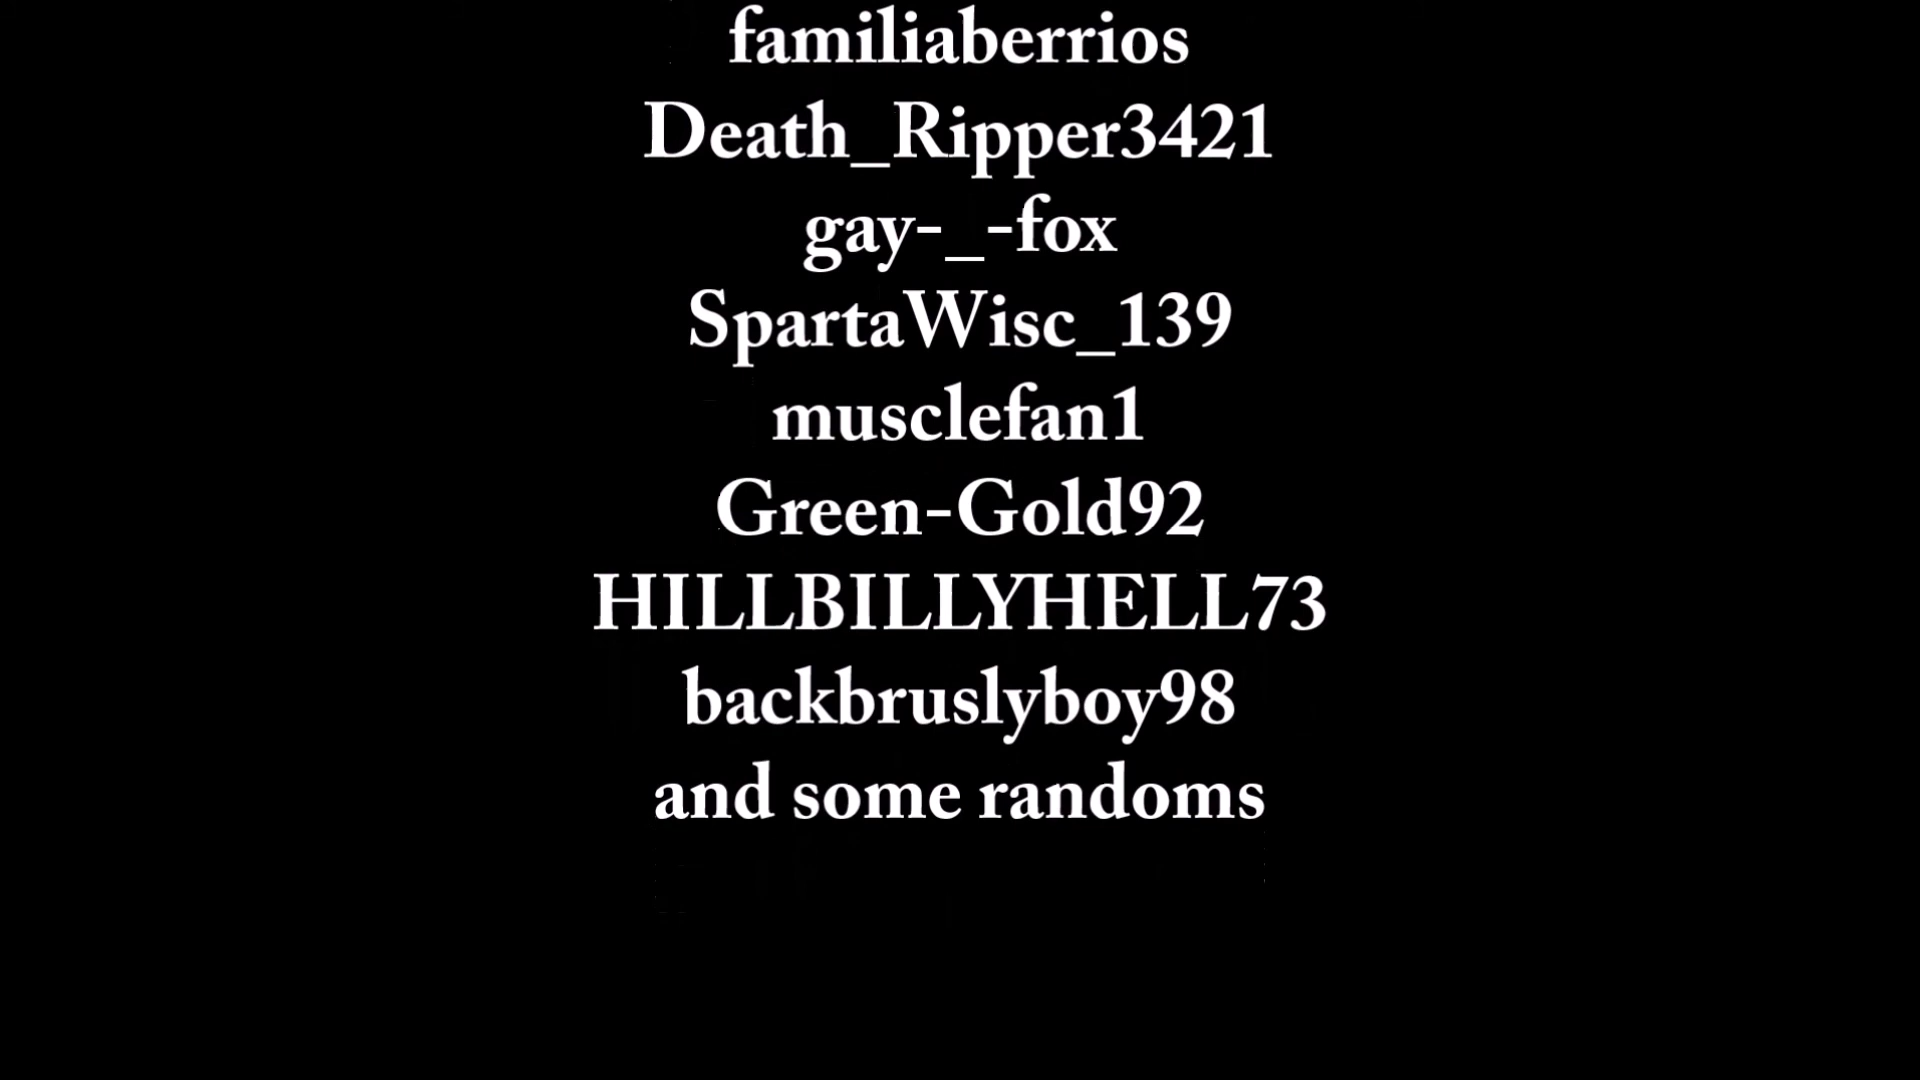 familiaberrios
Death_Ripper3421
gay-_-fox
SpartaWisc_139
musclefan1
Green-Gold92
HILLBILLYHELL73
backbruslyboy98
and some randoms